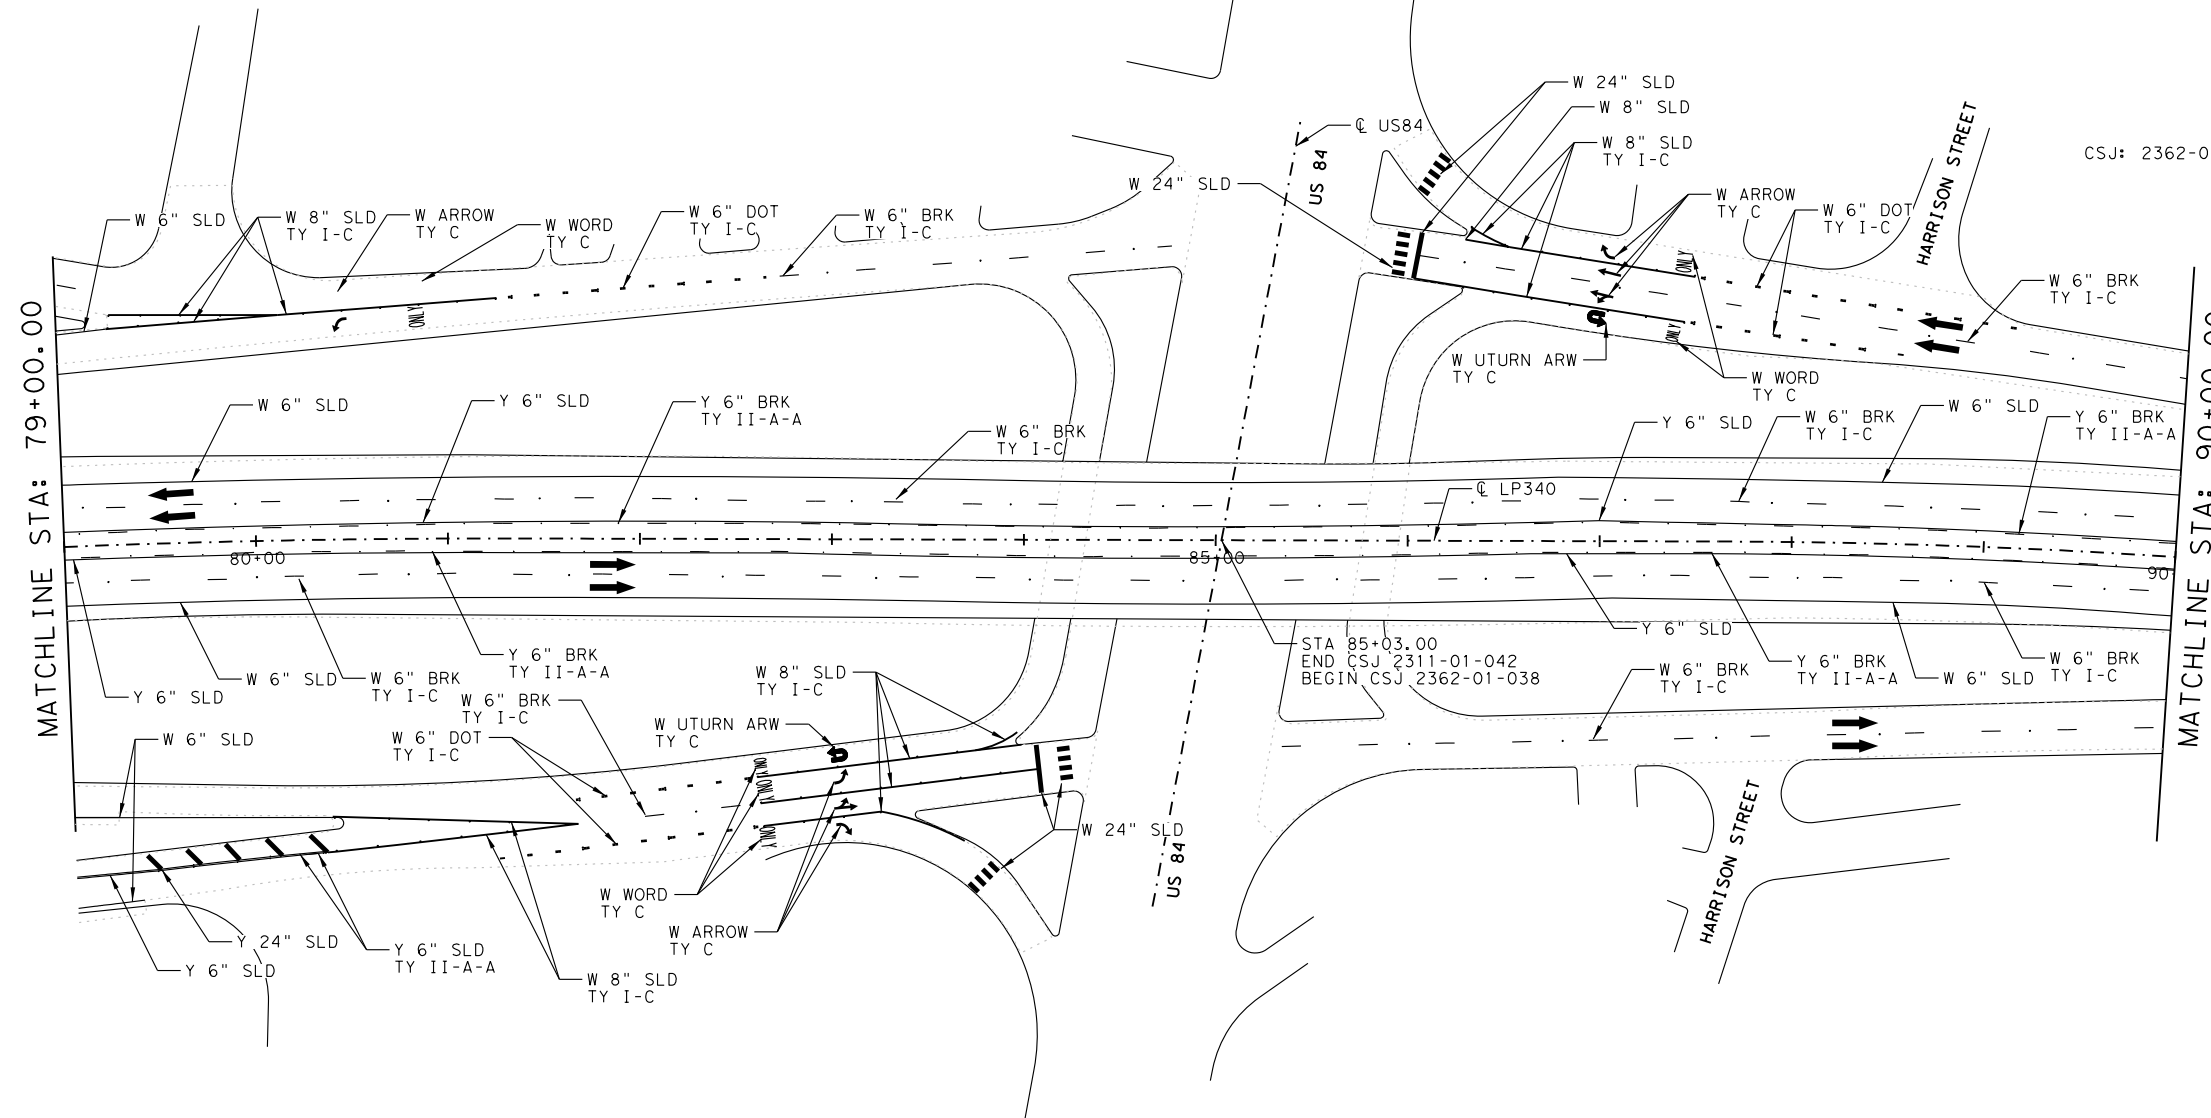 W 24" SLD
W 8" SLD
℄ US84
W 8" SLD
TY I-C
HARRISON STREET
CSJ: 2362-0
US 84
W 24" SLD
W 6" SLD
W 8" SLD
TY I-C
W ARROW
TY C
W WORD
TY C
W 6" DOT
TY I-C
W 6" BRK
TY I-C
W ARROW
TY C
W 6" DOT
TY I-C
ONLY
W 6" BRK
TY I-C
ONLY
ONLY
W UTURN ARW
TY C
W WORD
TY C
MATCHLINE STA: 79+00.00
W 6" SLD
Y 6" SLD
Y 6" BRK
TY II-A-A
W 6" BRK
TY I-C
Y 6" SLD
W 6" BRK
TY I-C
W 6" SLD
Y 6" BRK
TY II-A-A
MATCHLINE STA: 90+00.00
℄ LP340
80+00
85+00
90
STA 85+03.00
END CSJ 2311-01-042
BEGIN CSJ 2362-01-038
Y 6" SLD
Y 6" SLD
W 6" SLD
W 6" BRK
TY I-C
Y 6" BRK
TY II-A-A
W 6" BRK
TY I-C
Y 6" BRK
TY II-A-A
W 6" SLD
W 6" BRK
TY I-C
W 8" SLD
TY I-C
W 6" BRK
TY I-C
W UTURN ARW
TY C
W 6" DOT
TY I-C
W 6" SLD
ONLY
ONLY
ONLY
W 24" SLD
US 84
HARRISON STREET
W WORD
TY C
W ARROW
TY C
Y 24" SLD
Y 6" SLD
Y 6" SLD
TY II-A-A
W 8" SLD
TY I-C